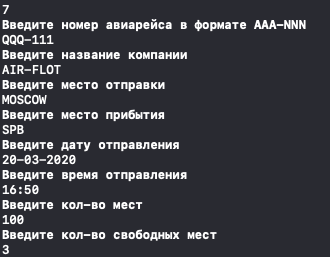 7
Введите номер авиарейса в формате AAA-NNN
QQQ-111
Введите название компании
AIR-FLOT
Введите место отправки
MOSCOW
Введите место прибытия
SPB
Введите дату отправления
20-03-2020
Введите время отправления
16:50
Введите кол-во мест
100
Введите кол-во свободных мест
3